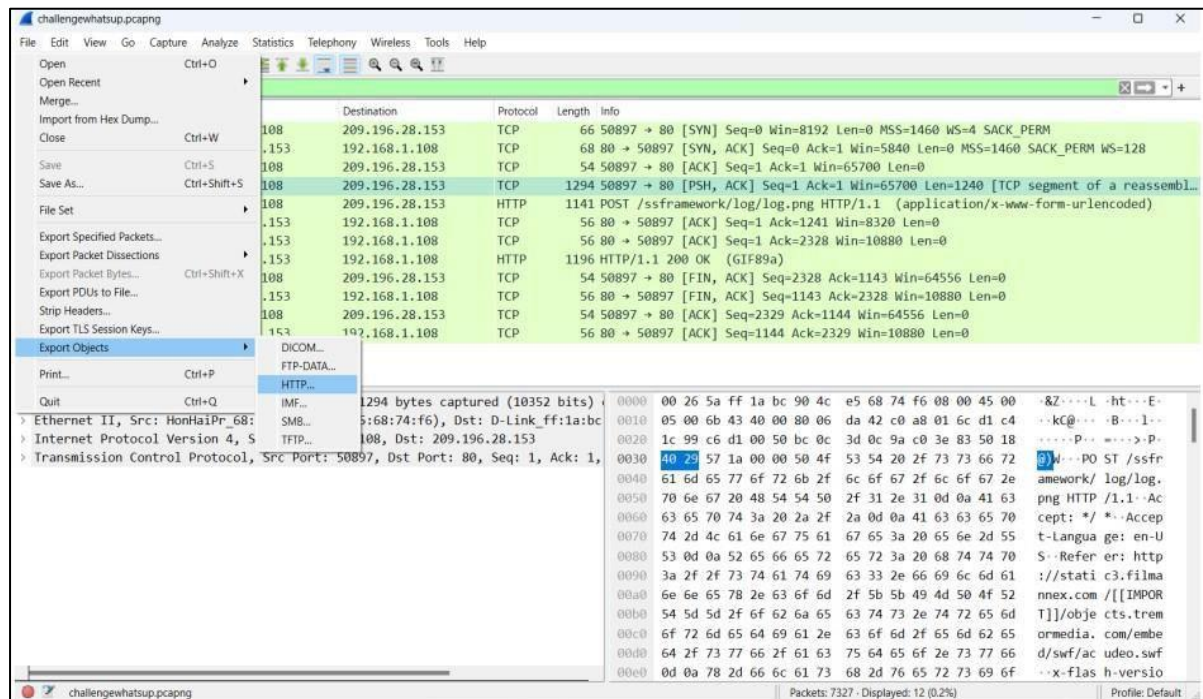 challengewhatsup.pcapng
File Edit View Go Capture Analyze Statistics Telephony Wireless Tools Help
Open Ctrl+O
Open Recent
Merge...
Import from Hex Dump...
Close Ctrl+W
Save Ctrl+S
Save As... Ctrl+Shift+S
File Set
Export Specified Packets...
Export Packet Dissections
Export Packet Bytes... Ctrl+Shift+X
Export PDUs to File...
Strip Headers...
Export TLS Session Keys...
Export Objects
Print... Ctrl+P
Quit Ctrl+Q
DICOM...
FTP-DATA...
HTTP...
IMF...
SMB...
TFTP...
Destination Protocol Length Info
108 209.196.28.153 TCP 66 50897 → 80 [SYN] Seq=0 Win=8192 Len=0 MSS=1460 WS=4 SACK_PERM
.153 192.168.1.108 TCP 68 80 → 50897 [SYN, ACK] Seq=0 Ack=1 Win=5840 Len=0 MSS=1460 SACK_PERM WS=128
108 209.196.28.153 TCP 54 50897 → 80 [ACK] Seq=1 Ack=1 Win=65700 Len=0
108 209.196.28.153 TCP 1294 50897 → 80 [PSH, ACK] Seq=1 Ack=1 Win=65700 Len=1240 [TCP segment of a reassembl...
108 209.196.28.153 HTTP 1141 POST /ssframework/log/log.png HTTP/1.1 (application/x-www-form-urlencoded)
.153 192.168.1.108 TCP 56 80 → 50897 [ACK] Seq=1 Ack=1241 Win=8320 Len=0
.153 192.168.1.108 TCP 56 80 → 50897 [ACK] Seq=1 Ack=2328 Win=10880 Len=0
.153 192.168.1.108 HTTP 1196 HTTP/1.1 200 OK (GIF89a)
108 209.196.28.153 TCP 54 50897 → 80 [FIN, ACK] Seq=2328 Ack=1143 Win=64556 Len=0
.153 192.168.1.108 TCP 56 80 → 50897 [FIN, ACK] Seq=1143 Ack=2328 Win=10880 Len=0
108 209.196.28.153 TCP 54 50897 → 80 [ACK] Seq=2329 Ack=1144 Win=64556 Len=0
.153 192.168.1.108 TCP 56 80 → 50897 [ACK] Seq=1144 Ack=2329 Win=10880 Len=0
1294 bytes captured (10352 bits)
Ethernet II, Src: HonHaiPr_68: :68:74:f6), Dst: D-Link_ff:1a:bc
Internet Protocol Version 4, S 108, Dst: 209.196.28.153
Transmission Control Protocol, Src Port: 50897, Dst Port: 80, Seq: 1, Ack: 1,
0000 00 26 5a ff 1a bc 90 4c e5 68 74 f6 08 00 45 00 ·&Z····L ·ht···E·
0010 05 00 6b 43 40 00 80 06 da 42 c0 a8 01 6c d1 c4 ··kC@··· ·B···l··
0020 1c 99 c6 d1 00 50 bc 0c 3d 0c 9a c0 3e 83 50 18 ·····P·· =···>·P·
0030 40 29 57 1a 00 00 50 4f 53 54 20 2f 73 73 66 72 @)W···PO ST /ssfr
0040 61 6d 65 77 6f 72 6b 2f 6c 6f 67 2f 6c 6f 67 2e amework/ log/log.
0050 70 6e 67 20 48 54 54 50 2f 31 2e 31 0d 0a 41 63 png HTTP /1.1··Ac
0060 63 65 70 74 3a 20 2a 2f 2a 0d 0a 41 63 63 65 70 cept: */ *··Accep
0070 74 2d 4c 61 6e 67 75 61 67 65 3a 20 65 6e 2d 55 t-Langua ge: en-U
0080 53 0d 0a 52 65 66 65 72 65 72 3a 20 68 74 74 70 S··Refer er: http
0090 3a 2f 2f 73 74 61 74 69 63 33 2e 66 69 6c 6d 61 ://stati c3.filma
00a0 6e 6e 65 78 2e 63 6f 6d 2f 5b 5b 49 4d 50 4f 52 nnex.com /[[IMPOR
00b0 54 5d 5d 2f 6f 62 6a 65 63 74 73 2e 74 72 65 6d T]]/obje cts.trem
00c0 6f 72 6d 65 64 69 61 2e 63 6f 6d 2f 65 6d 62 65 ormedia. com/embe
00d0 64 2f 73 77 66 2f 61 63 75 64 65 6f 2e 73 77 66 d/swf/ac udeo.swf
00e0 0d 0a 78 2d 66 6c 61 73 68 2d 76 65 72 73 69 6f ··x-flas h-versio
challengewhatsup.pcapng Packets: 7327 · Displayed: 12 (0.2%) Profile: Default